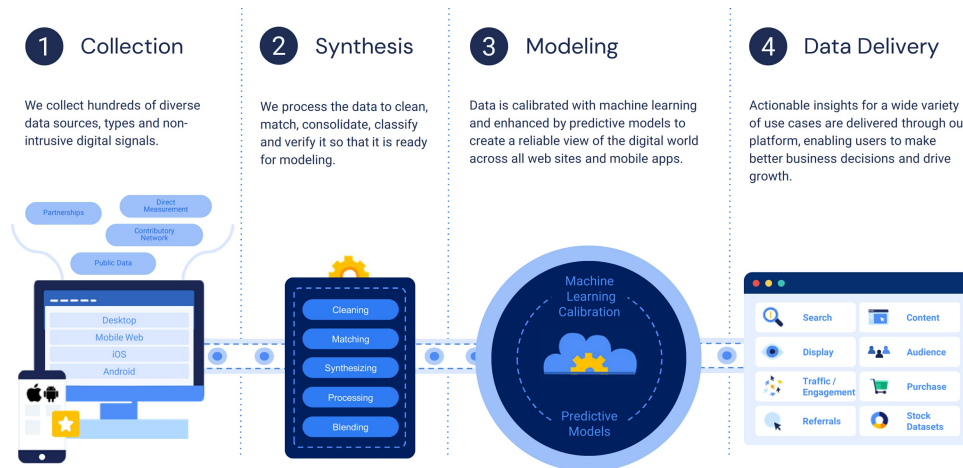 1 Collection
We collect hundreds of diverse
data sources, types and non-
intrusive digital signals.
Partnerships
Direct
Measurement
Contributory
Network
Public Data
Desktop
Mobile Web
iOS
Android
2 Synthesis
We process the data to clean,
match, consolidate, classify
and verify it so that it is ready
for modeling.
Cleaning
Matching
Synthesizing
Processing
Blending
3 Modeling
Data is calibrated with machine learning
and enhanced by predictive models to
create a reliable view of the digital world
across all web sites and mobile apps.
Machine
Learning
Calibration
Predictive
Models
4 Data Delivery
Actionable insights for a wide variety
of use cases are delivered through ou
platform, enabling users to make
better business decisions and drive
growth.
Search
Content
Display
Audience
Traffic /
Engagement
Purchase
Referrals
Stock
Datasets